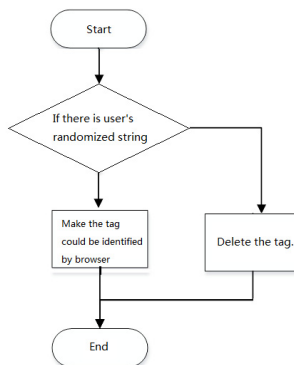 Start
If there is user's
randomized string
Make the tag
could be identified
by browser
Delete the tag.
End